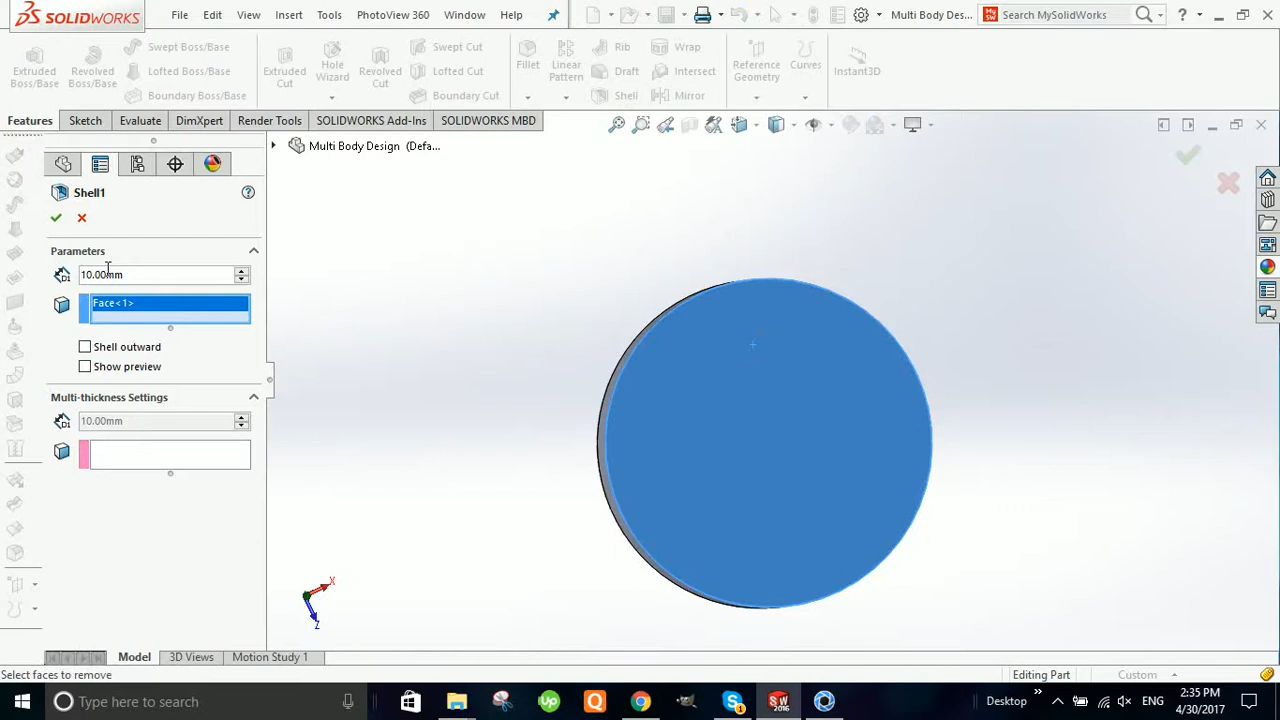 SOLIDWORKS File Edit View Insert Tools PhotoView 360 Window Help Multi Body Des... Search MySolidWorks ?
Extruded Boss/Base
Revolved Boss/Base
Swept Boss/Base
Lofted Boss/Base
Boundary Boss/Base
Extruded Cut
Hole Wizard
Revolved Cut
Swept Cut
Lofted Cut
Boundary Cut
Fillet
Linear Pattern
Rib
Draft
Shell
Wrap
Intersect
Mirror
Reference Geometry
Curves
Instant3D
Features Sketch Evaluate DimXpert Render Tools SOLIDWORKS Add-Ins SOLIDWORKS MBD
Multi Body Design (Defa...
Shell1
Parameters
10.00mm
Face<1>
Shell outward
Show preview
Multi-thickness Settings
10.00mm
X
Z
Model 3D Views Motion Study 1
Select faces to remove Editing Part Custom
Type here to search Up Q S SW 2016 Desktop ENG 2:35 PM
4/30/2017